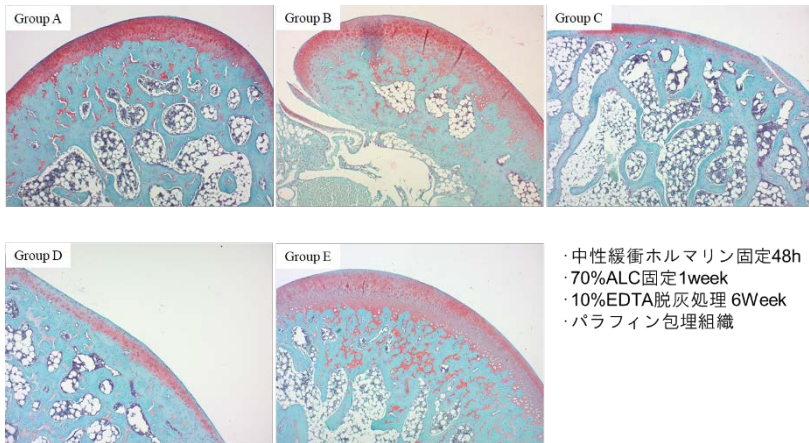 Group A
Group B
Group C
Group D
Group E
·中性緩衝ホルマリン固定48h
·70%ALC固定1week
·10%EDTA脱灰処理 6Week
·パラフィン包埋組織